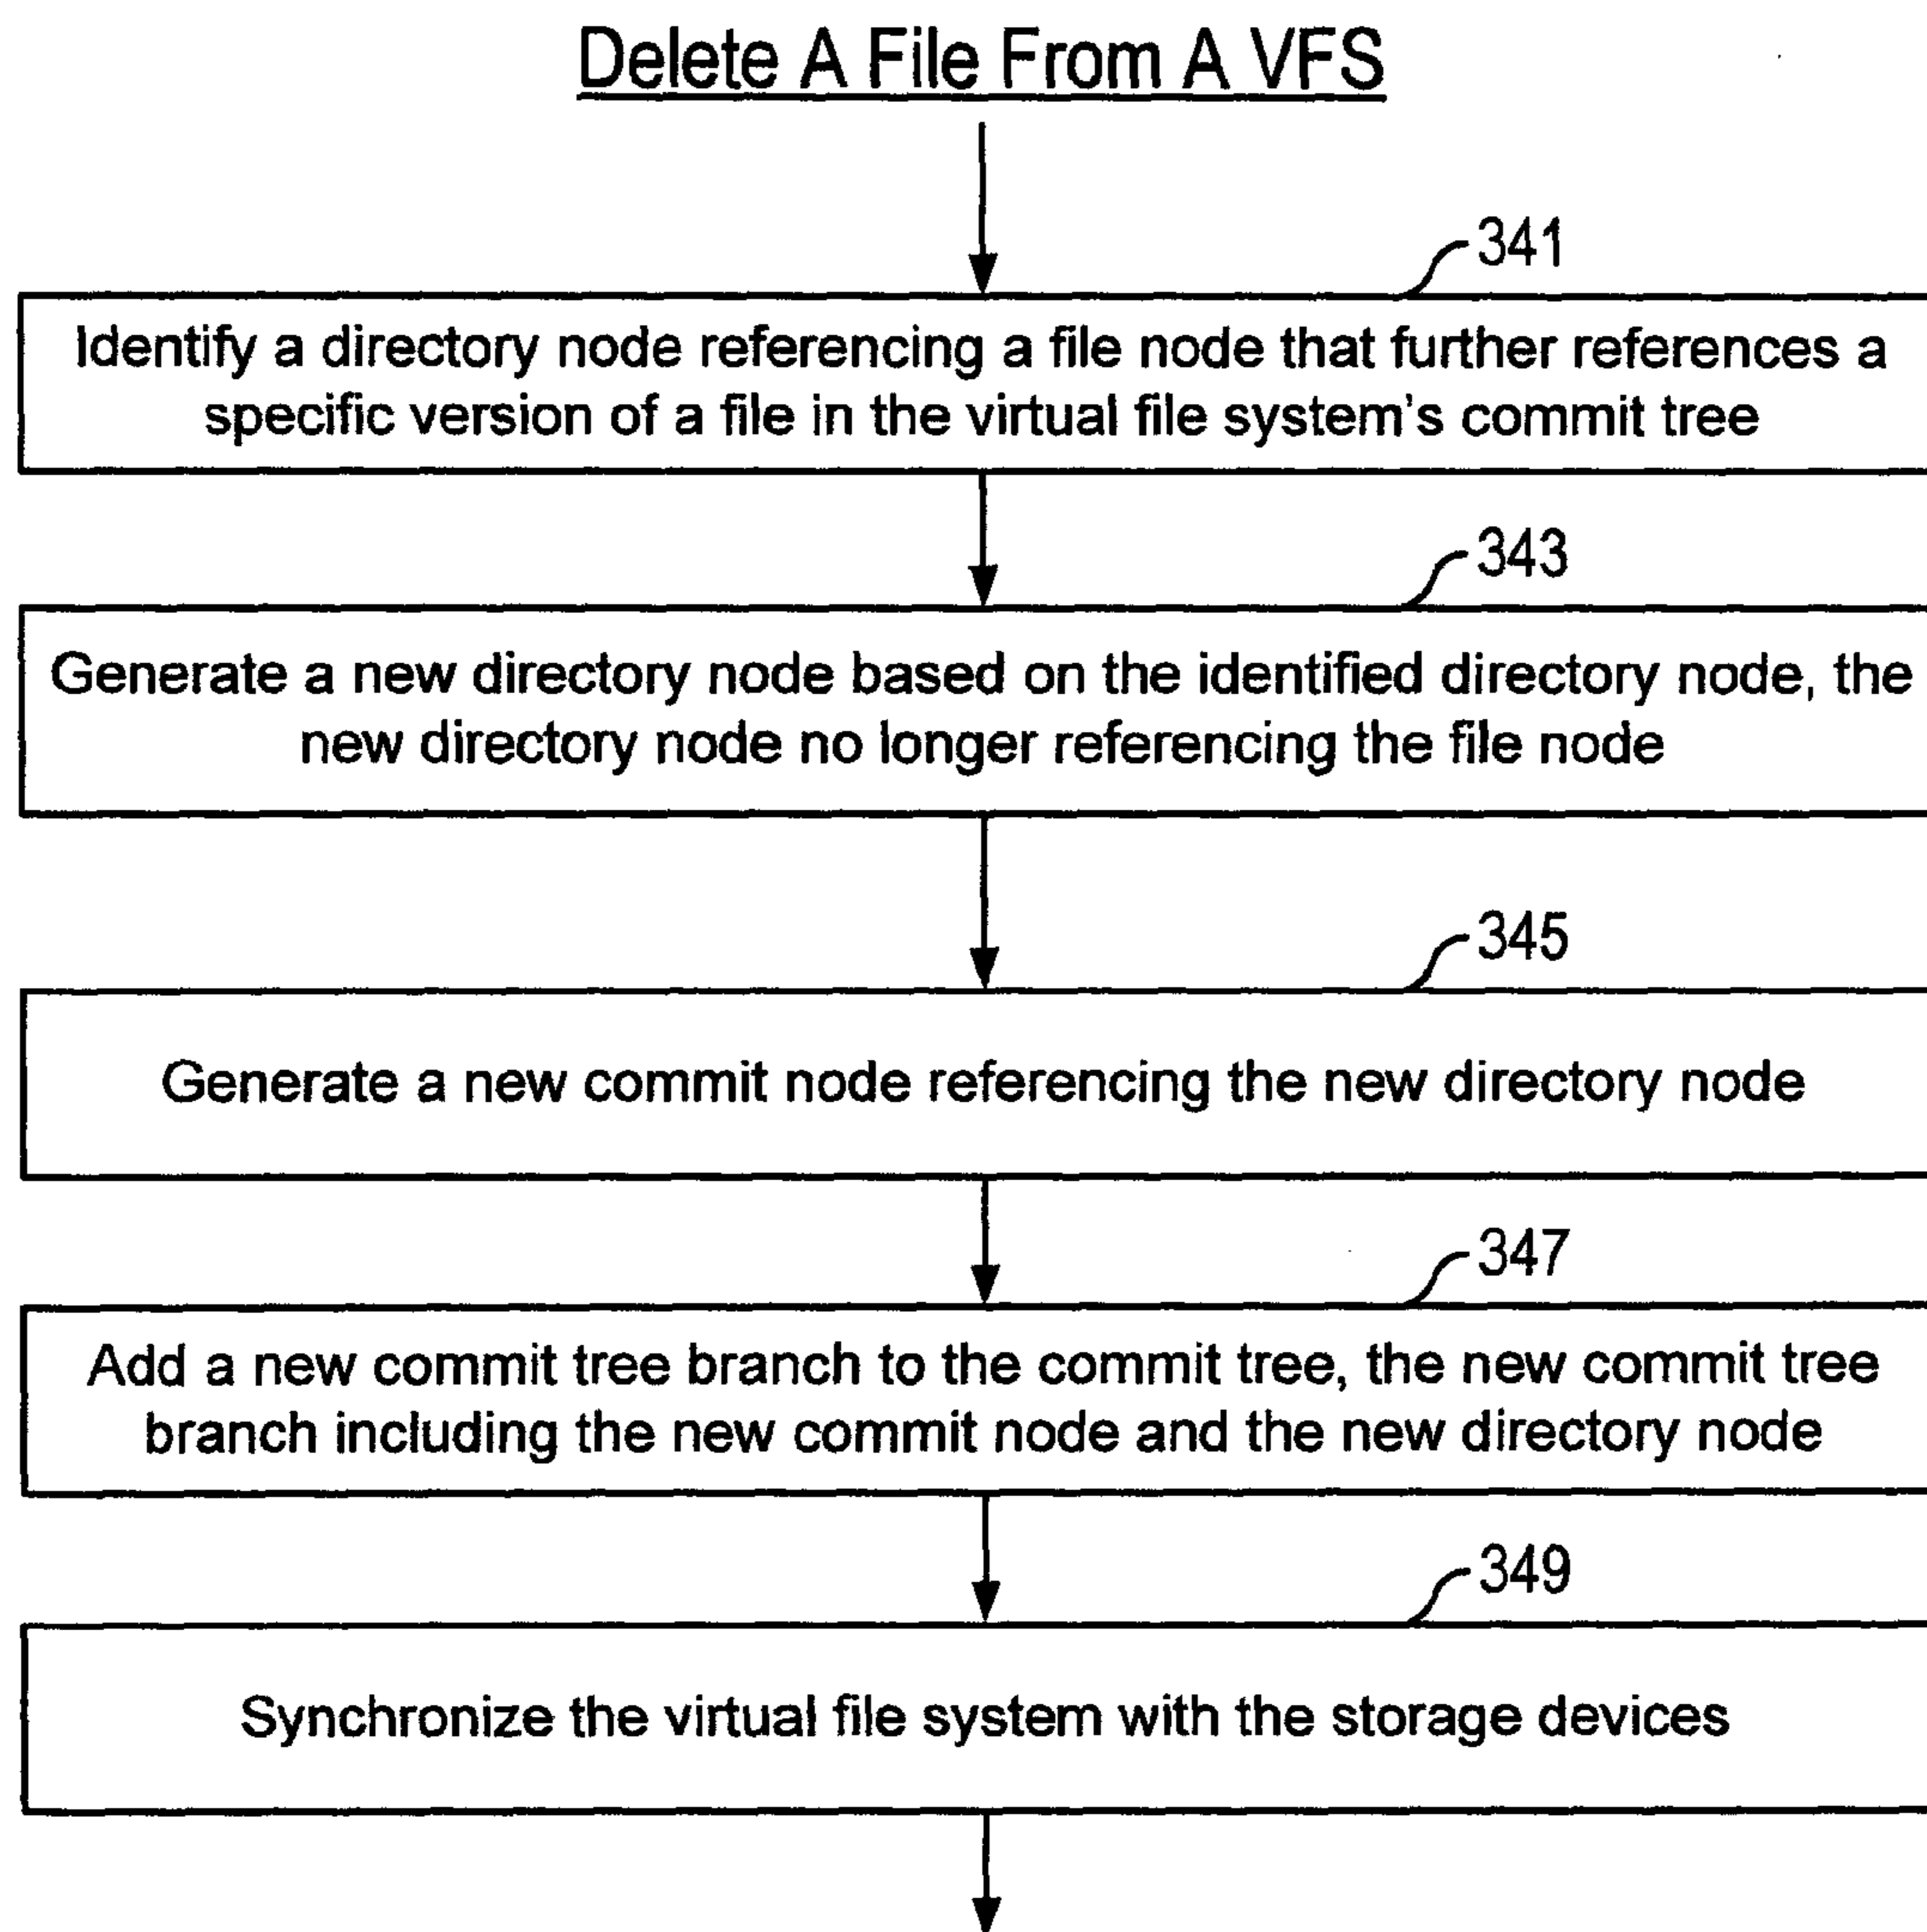 Delete A File From A VFS
341
Identify a directory node referencing a file node that further references a
specific version of a file in the virtual file system's commit tree
343
Generate a new directory node based on the identified directory node, the
new directory node no longer referencing the file node
345
Generate a new commit node referencing the new directory node
347
Add a new commit tree branch to the commit tree, the new commit tree
branch including the new commit node and the new directory node
349
Synchronize the virtual file system with the storage devices